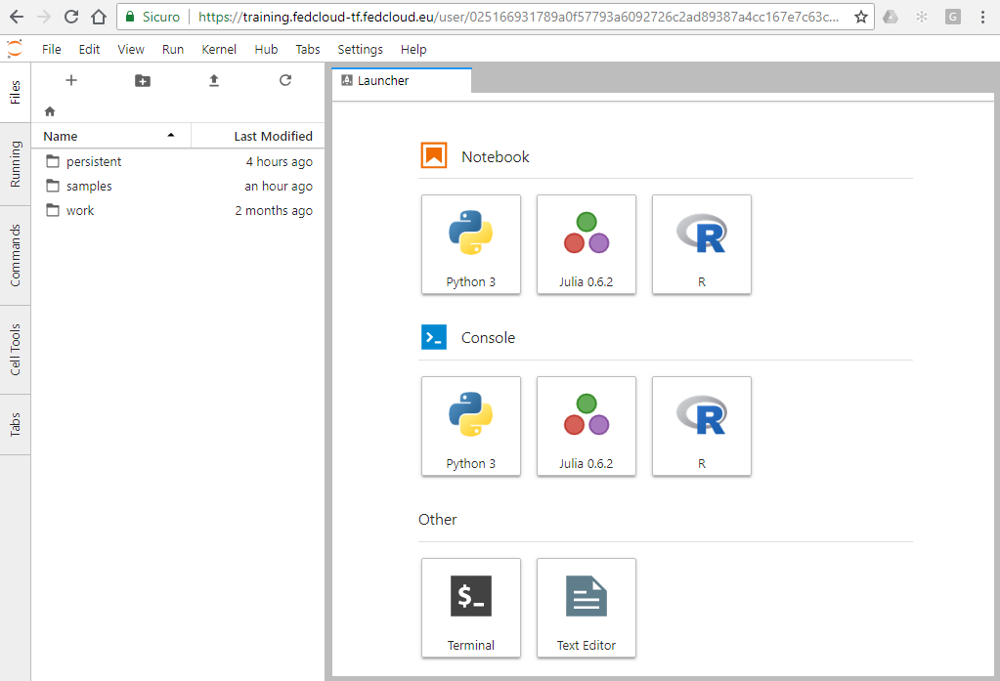 Sicuro https://training.fedcloud-tf.fedcloud.eu/user/025166931789a0f57793a6092726c2ad89387a4cc167e7c63c...
G
File Edit View Run Kernel Hub Tabs Settings Help
Files
Running
Commands
Cell Tools
Tabs
Name Last Modified
persistent 4 hours ago
samples an hour ago
work 2 months ago
Launcher
Notebook
Python 3 Julia 0.6.2 R
Console
Python 3 Julia 0.6.2 R
Other
$_
Terminal Text Editor